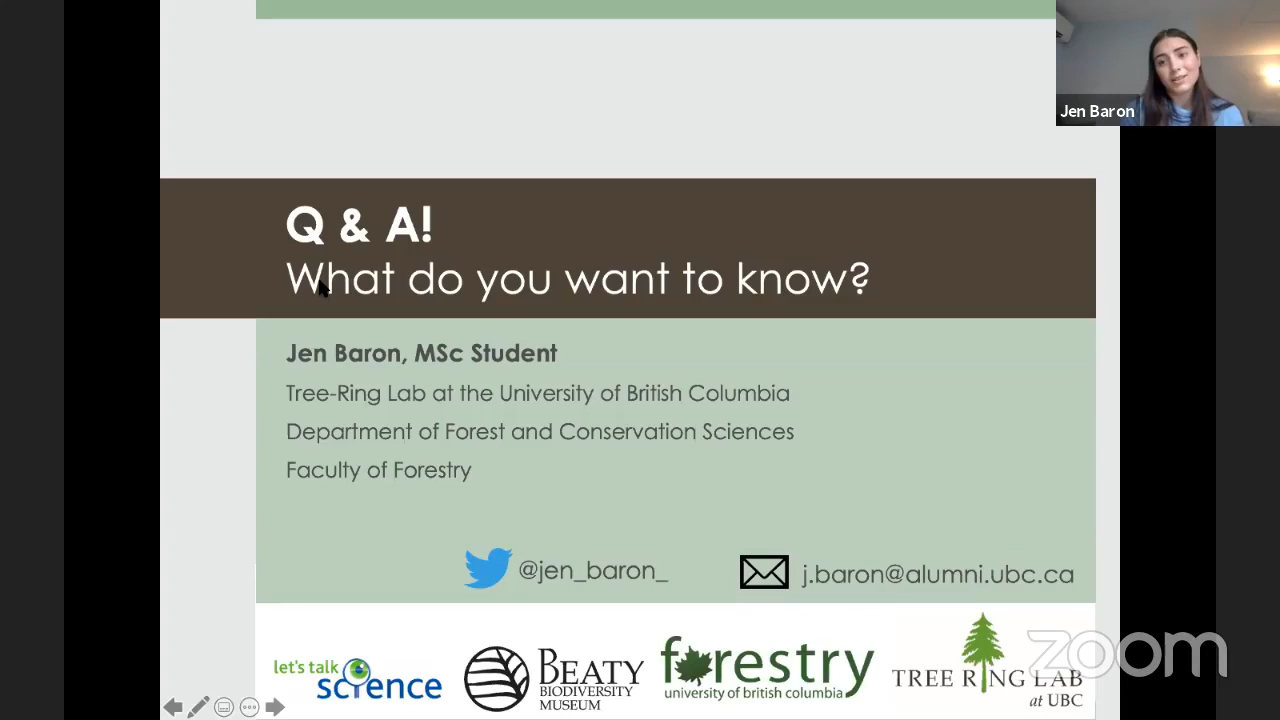 Jen Baron
Q & A!
What do you want to know?
Jen Baron, MSc Student
Tree-Ring Lab at the University of British Columbia
Department of Forest and Conservation Sciences
Faculty of Forestry
@jen_baron_
j.baron@alumni.ubc.ca
let's talk
science
BEATY
BIODIVERSITY
MUSEUM
forestry
university of british columbia
TREE RING LAB
at UBC
zoom